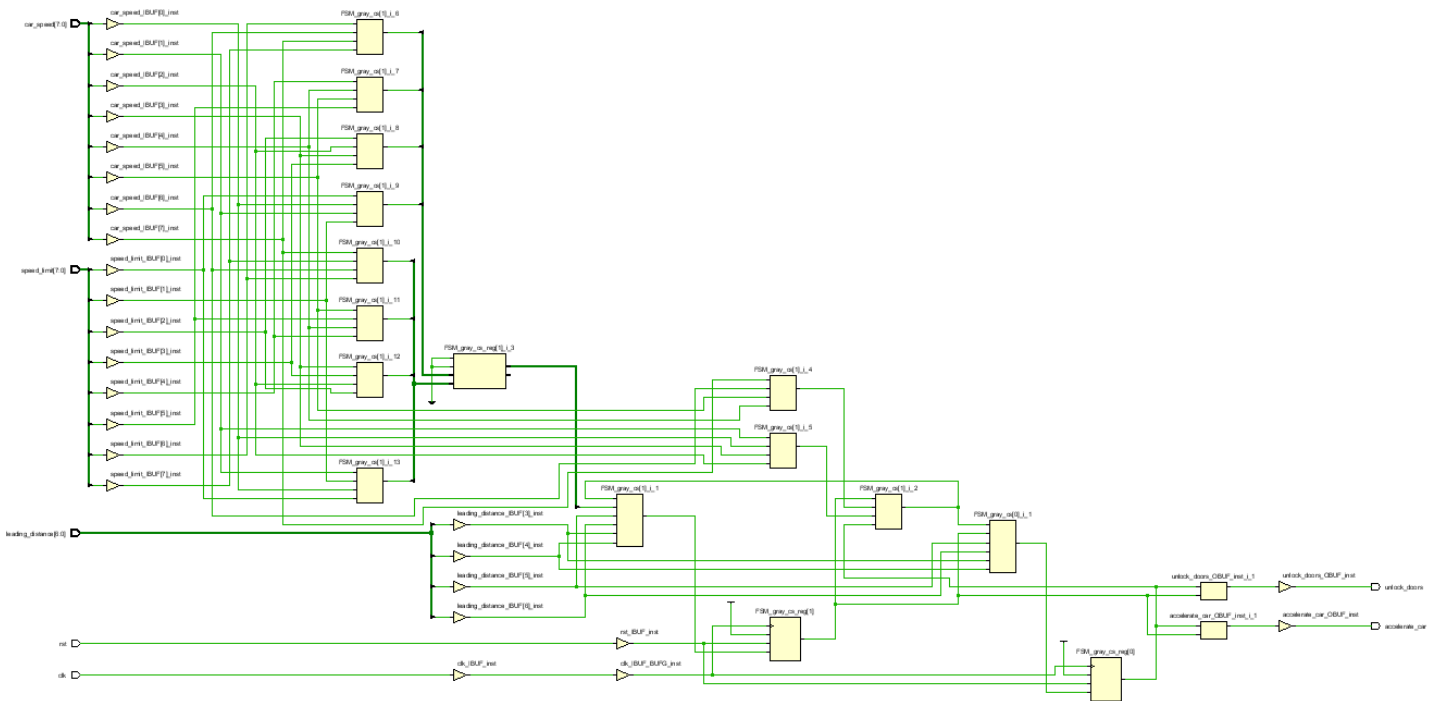 car_speed[7:0]
car_speed_IBUF[0]_inst
car_speed_IBUF[1]_inst
car_speed_IBUF[2]_inst
car_speed_IBUF[3]_inst
car_speed_IBUF[4]_inst
car_speed_IBUF[5]_inst
car_speed_IBUF[6]_inst
car_speed_IBUF[7]_inst
speed_limit[7:0]
speed_limit_IBUF[0]_inst
speed_limit_IBUF[1]_inst
speed_limit_IBUF[2]_inst
speed_limit_IBUF[3]_inst
speed_limit_IBUF[4]_inst
speed_limit_IBUF[5]_inst
speed_limit_IBUF[6]_inst
speed_limit_IBUF[7]_inst
FSM_gray_cs[1]_i_6
FSM_gray_cs[1]_i_7
FSM_gray_cs[1]_i_8
FSM_gray_cs[1]_i_9
FSM_gray_cs[1]_i_10
FSM_gray_cs[1]_i_11
FSM_gray_cs[1]_i_12
FSM_gray_cs[1]_i_13
FSM_gray_cs_reg[1]_i_3
FSM_gray_cs[1]_i_4
FSM_gray_cs[1]_i_5
FSM_gray_cs[1]_i_1
FSM_gray_cs[1]_i_2
FSM_gray_cs[0]_i_1
leading_distance[6:0]
leading_distance_IBUF[3]_inst
leading_distance_IBUF[4]_inst
leading_distance_IBUF[5]_inst
leading_distance_IBUF[6]_inst
unlock_doors_OBUF_inst_i_1
unlock_doors_OBUF_inst
unlock_doors
FSM_gray_cs_reg[1]
accelerate_car_OBUF_inst_i_1
accelerate_car_OBUF_inst
accelerate_car
rst
rst_IBUF_inst
FSM_gray_cs_reg[0]
clk
clk_IBUF_inst
clk_IBUF_BUFG_inst